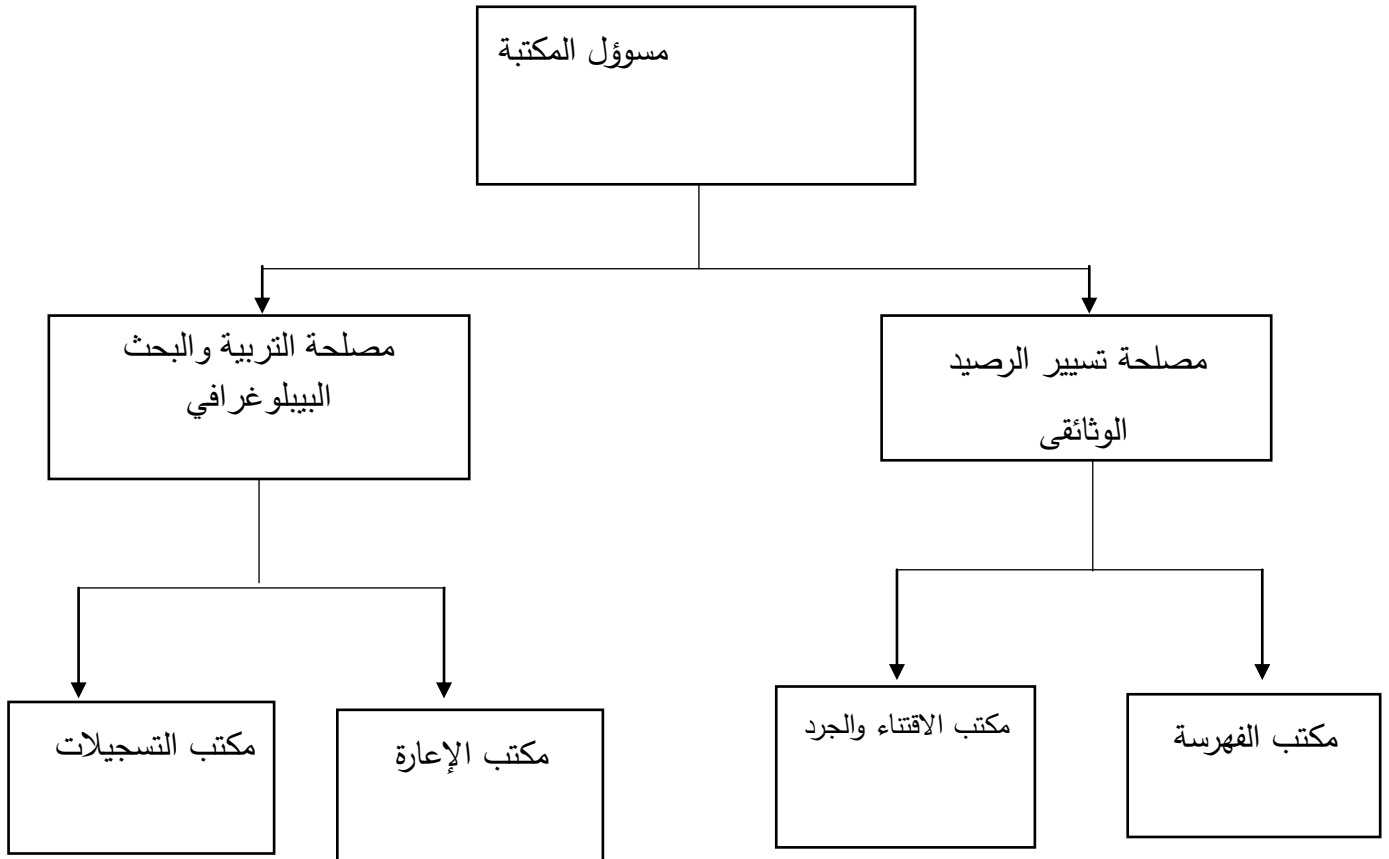 مسوؤل المكتبة
مصلحة تسيير الرصيد
الوثائقى
مصلحة التربية والبحث
البيبلوغرافي
مكتب الفهرسة
مكتب الاقتناء والجرد
مكتب الإعارة
مكتب التسجيلات